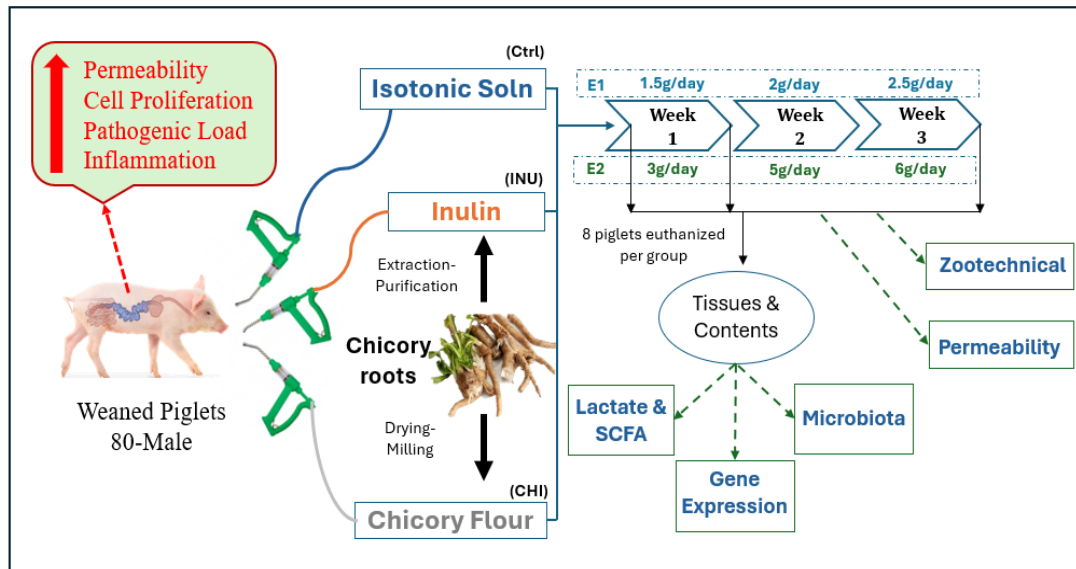 Permeability
Cell Proliferation
Pathogenic Load
Inflammation
Weaned Piglets
80-Male
(Ctrl)
Isotonic Soln
(INU)
Inulin
Extraction-
Purification
Chicory
roots
Drying-
Milling
(CHI)
Chicory Flour
E1 1.5g/day 2g/day 2.5g/day
Week
1
Week
2
Week
3
E2 3g/day 5g/day 6g/day
8 piglets euthanized
per group
Tissues &
Contents
Zootechnical
Permeability
Lactate &
SCFA
Gene
Expression
Microbiota